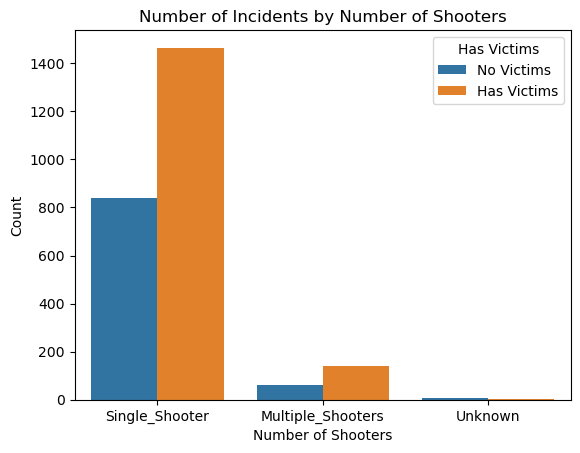 Number of Incidents by Number of Shooters
Has Victims
No Victims
Has Victims
Count
1400
1200
1000
800
600
400
200
0
Single_Shooter Multiple_Shooters Unknown
Number of Shooters